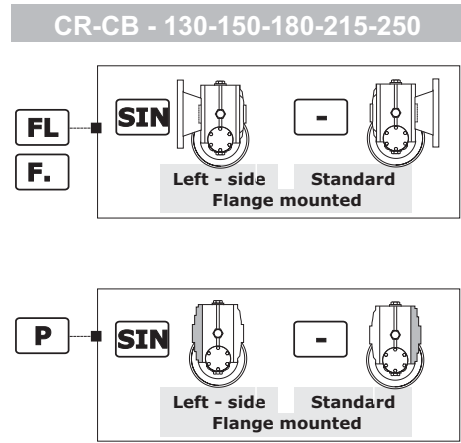 CR-CB - 130-150-180-215-250
FL
F.
SIN
-
Left - side Standard
Flange mounted
P
SIN
-
Left - side Standard
Flange mounted